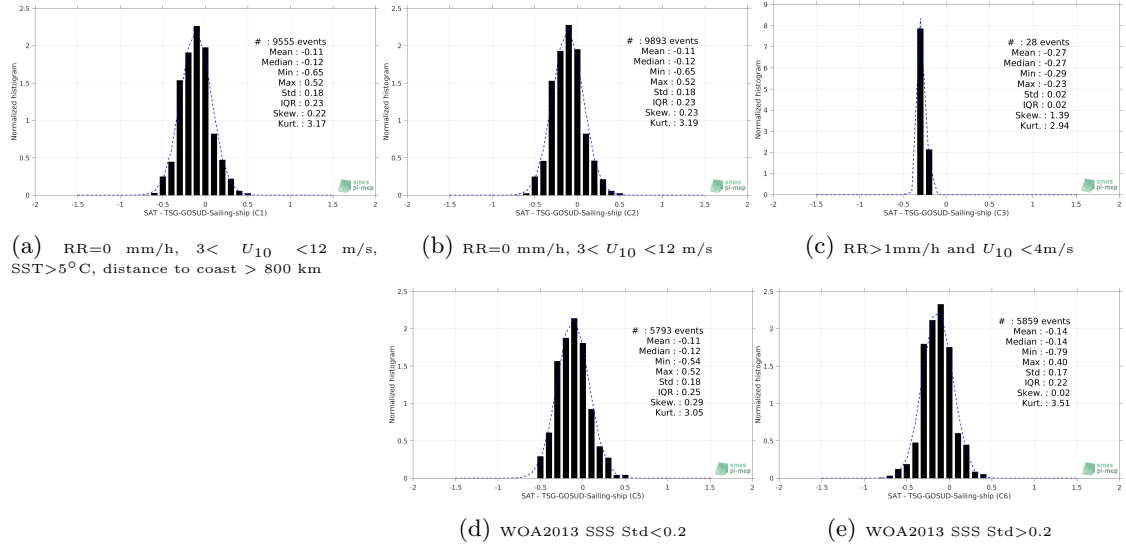 2.5
2
1.5
1
0.5
0
Normalized histogram
# : 9555 events
Mean : -0.11
Median : -0.12
Min : -0.65
Max : 0.52
Std : 0.18
IQR : 0.23
Skew. : 0.22
Kurt. : 3.17
smos
pi-mep
-2 -1.5 -1 -0.5 0 0.5 1 1.5 2
SAT - TSG-GOSUD-Sailing-ship (C1)
(a) RR=0 mm/h, 3< U10 <12 m/s,
SST>5°C, distance to coast > 800 km
2.5
2
1.5
1
0.5
0
Normalized histogram
# : 9893 events
Mean : -0.11
Median : -0.12
Min : -0.65
Max : 0.52
Std : 0.18
IQR : 0.23
Skew. : 0.23
Kurt. : 3.19
smos
pi-mep
-2 -1.5 -1 -0.5 0 0.5 1 1.5 2
SAT - TSG-GOSUD-Sailing-ship (C2)
(b) RR=0 mm/h, 3< U10 <12 m/s
9
8
7
6
5
4
3
2
1
0
Normalized histogram
# : 28 events
Mean : -0.27
Median : -0.27
Min : -0.29
Max : -0.23
Std : 0.02
IQR : 0.02
Skew. : 1.39
Kurt. : 2.94
smos
pi-mep
-2 -1.5 -1 -0.5 0 0.5 1 1.5 2
SAT - TSG-GOSUD-Sailing-ship (C3)
(c) RR>1mm/h and U10 <4m/s
2.5
2
1.5
1
0.5
0
Normalized histogram
# : 5793 events
Mean : -0.11
Median : -0.12
Min : -0.54
Max : 0.52
Std : 0.18
IQR : 0.25
Skew. : 0.29
Kurt. : 3.05
smos
pi-mep
-2 -1.5 -1 -0.5 0 0.5 1 1.5 2
SAT - TSG-GOSUD-Sailing-ship (C5)
(d) WOA2013 SSS Std<0.2
2.5
2
1.5
1
0.5
0
Normalized histogram
# : 5859 events
Mean : -0.14
Median : -0.14
Min : -0.79
Max : 0.40
Std : 0.17
IQR : 0.22
Skew. : 0.02
Kurt. : 3.51
smos
pi-mep
-2 -1.5 -1 -0.5 0 0.5 1 1.5 2
SAT - TSG-GOSUD-Sailing-ship (C6)
(e) WOA2013 SSS Std>0.2